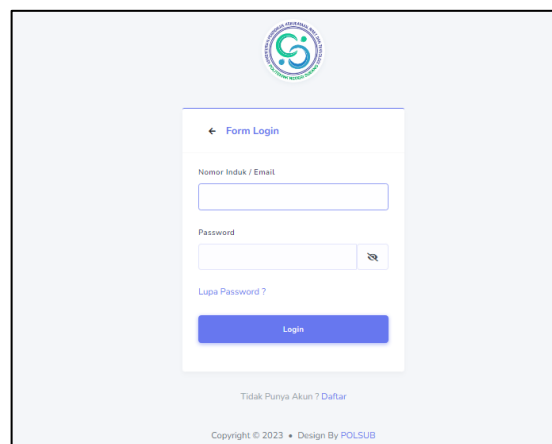 Form Login
Nomor Induk / Email
Password
Lupa Password ?
Login
Tidak Punya Akun ? Daftar
Copyright © 2023 • Design By POLSUB